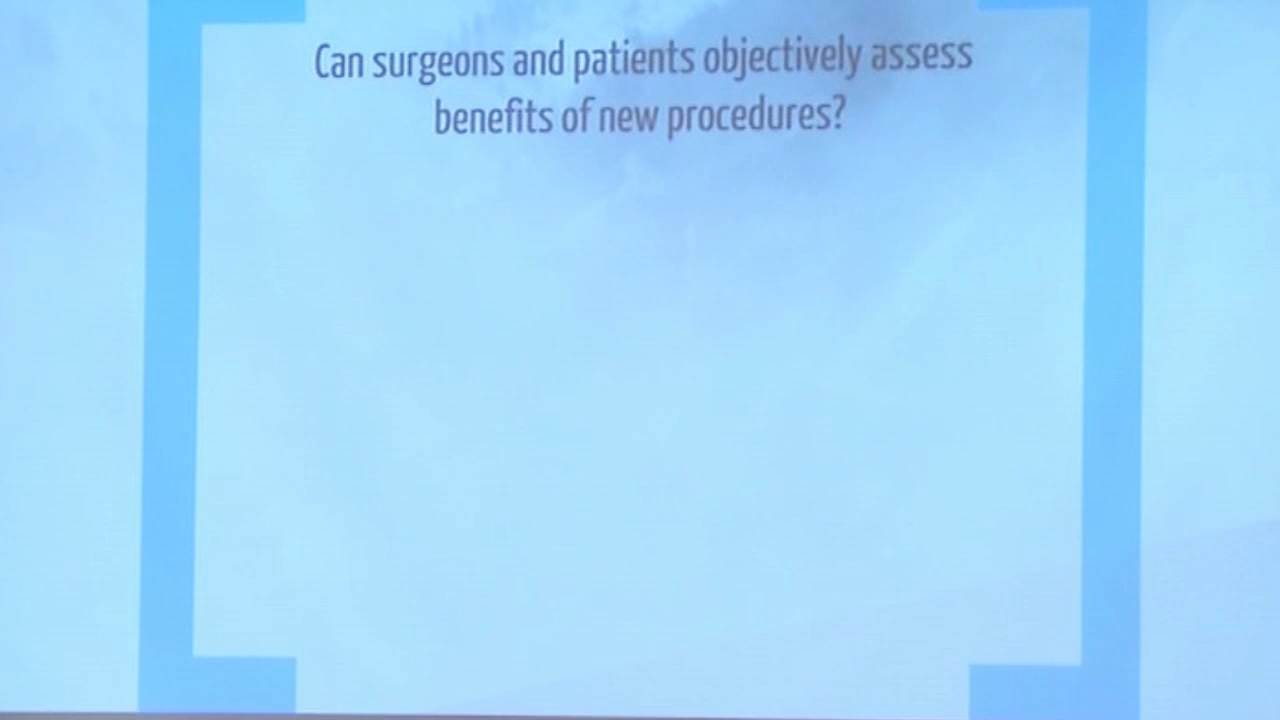 Can surgeons and patients objectively assess
benefits of new procedures?